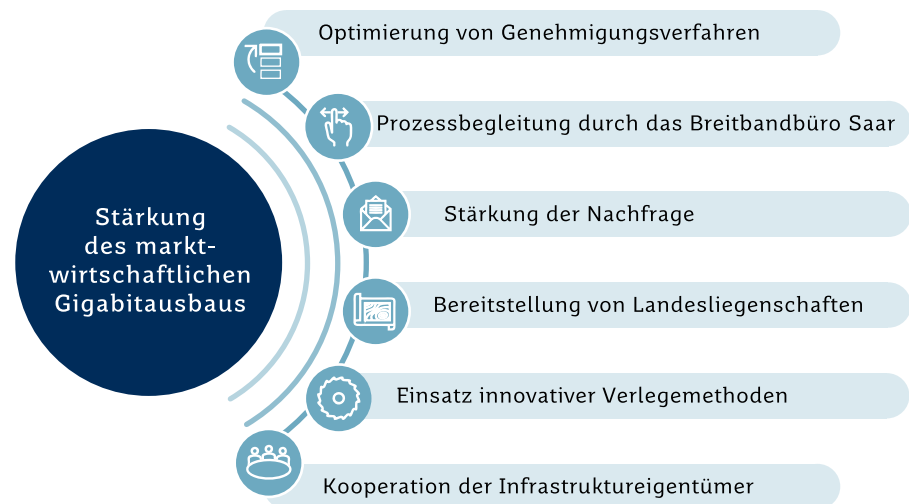 Stärkung
des markt-
wirtschaftlichen
Gigabitausbaus
Optimierung von Genehmigungsverfahren
Prozessbegleitung durch das Breitbandbüro Saar
Stärkung der Nachfrage
Bereitstellung von Landesliegenschaften
Einsatz innovativer Verlegemethoden
Kooperation der Infrastruktureigentümer